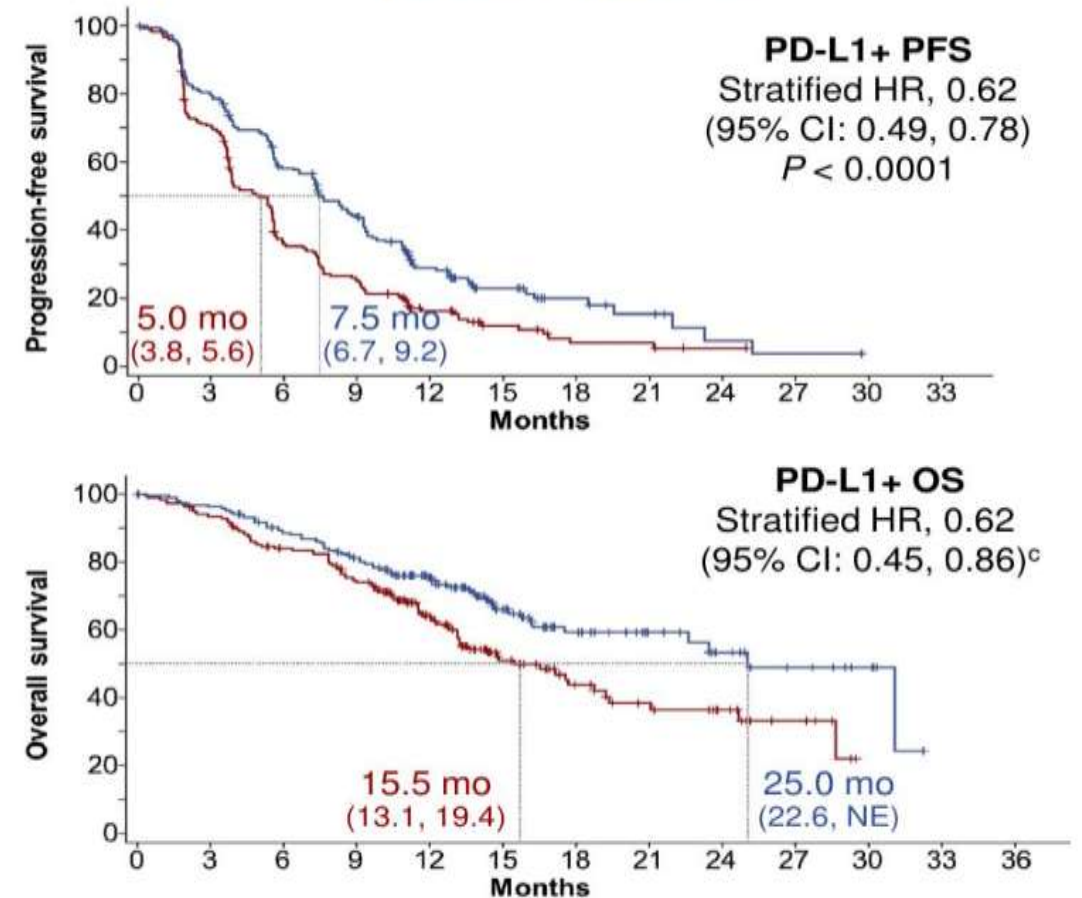 PD-L1+ PFS
Stratified HR, 0.62
(95% CI: 0.49, 0.78)
P < 0.0001
Progression-free survival
100
80
60
40
20
0
5.0 mo
(3.8, 5.6)
7.5 mo
(6.7, 9.2)
0 3 6 9 12 15 18 21 24 27 30 33
Months
PD-L1+ OS
Stratified HR, 0.62
(95% CI: 0.45, 0.86)c
Overall survival
100
80
60
40
20
0
15.5 mo
(13.1, 19.4)
25.0 mo
(22.6, NE)
0 3 6 9 12 15 18 21 24 27 30 33 36
Months